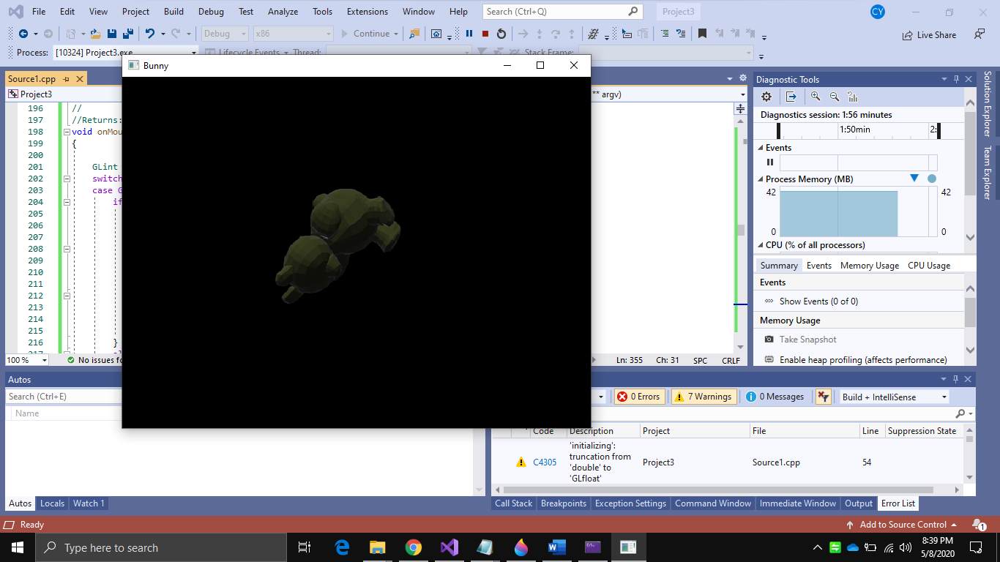 File Edit View Project Build Debug Test Analyze Tools Extensions Window Help Search (Ctrl+Q) Project3 CY
Debug x86 Continue Live Share
Process: [10324] Project3.exe Lifecycle Events Thread: Stack Frame:
Bunny
Source1.cpp
Project3
** argv)
196 //
197 //Returns:
198 void onMou
199 {
200
201 GLint
202 switch
203 case G
204 if
205
206
207
208
209
210
211
212
213
214
215
216 }
100 % No issues fo
Ln: 355 Ch: 31 SPC CRLF
Diagnostic Tools
Diagnostics session: 1:56 minutes
1:50min 2:
Events
Process Memory (MB)
42 42
0 0
CPU (% of all processors)
Summary Events Memory Usage CPU Usage
Events
Show Events (0 of 0)
Memory Usage
Take Snapshot
Enable heap profiling (affects performance)
Solution Explorer
Team Explorer
Autos
Search (Ctrl+E)
Name
Autos Locals Watch 1
0 Errors 7 Warnings 0 Messages Build + IntelliSense
Code Description Project File Line Suppression State
C4305 'initializing': truncation from 'double' to 'GLfloat' Project3 Source1.cpp 54
Call Stack Breakpoints Exception Settings Command Window Immediate Window Output Error List
Ready Add to Source Control 1
Type here to search
8:39 PM
5/8/2020